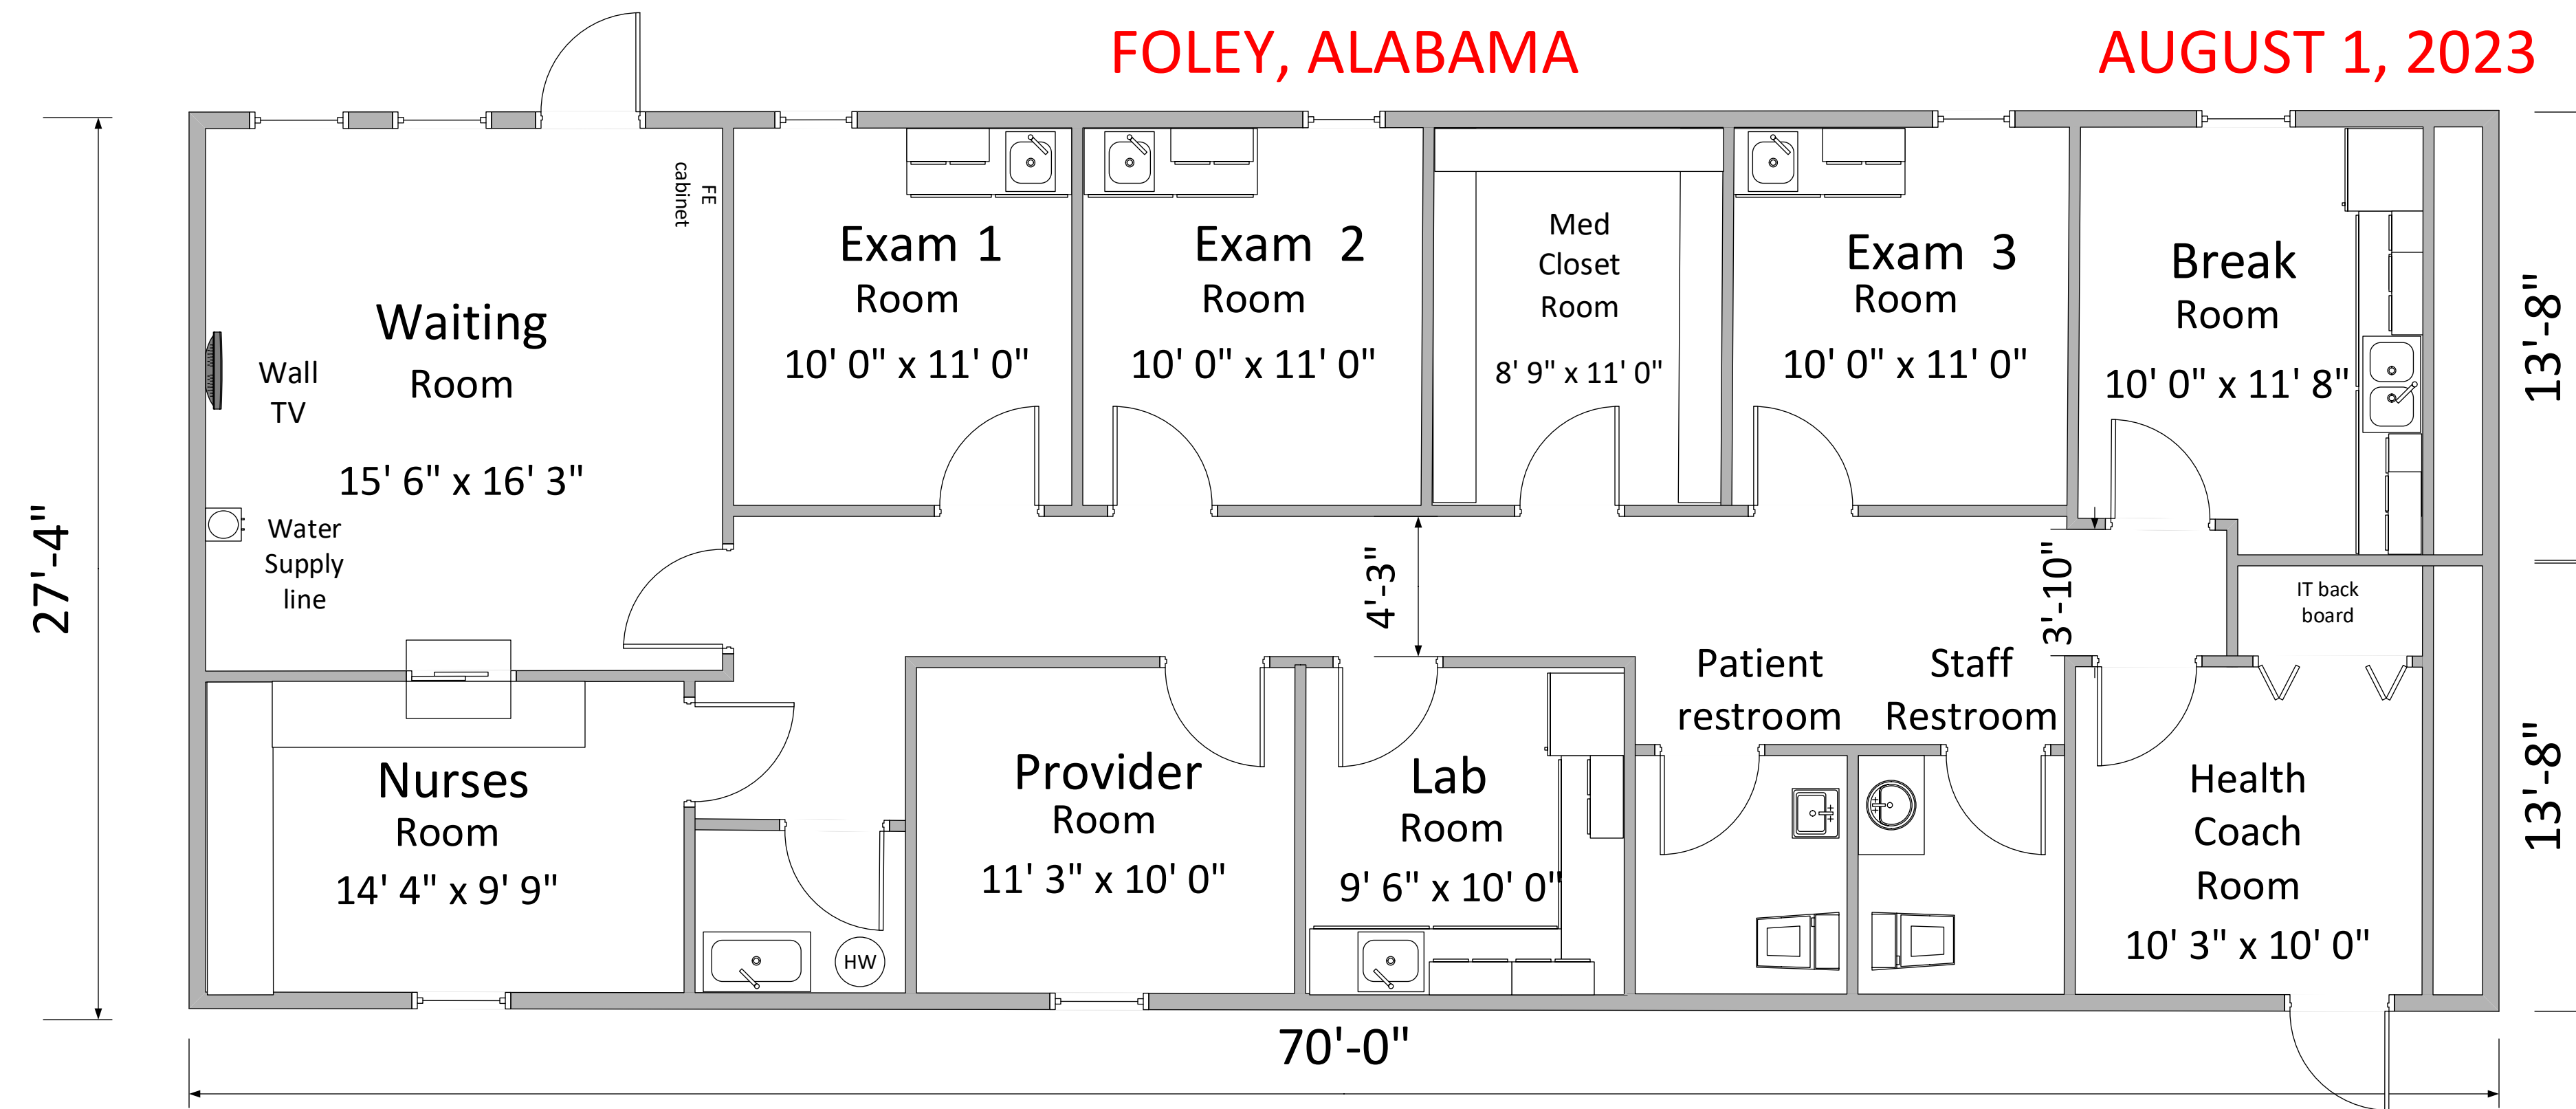 FOLEY, ALABAMA
AUGUST 1, 2023
FE
cabinet
Waiting
Room
15' 6" x 16' 3"
Wall
TV
Water
Supply
line
Exam 1
Room
10' 0" x 11' 0"
Exam 2
Room
10' 0" x 11' 0"
Med
Closet
Room
8' 9" x 11' 0"
Exam 3
Room
10' 0" x 11' 0"
Break
Room
10' 0" x 11' 8"
13'-8"
27'-4"
4'-3"
3'-10"
IT back
board
Patient
restroom
Staff
Restroom
Nurses
Room
14' 4" x 9' 9"
HW
Provider
Room
11' 3" x 10' 0"
Lab
Room
9' 6" x 10' 0"
Health
Coach
Room
10' 3" x 10' 0"
13'-8"
70'-0"